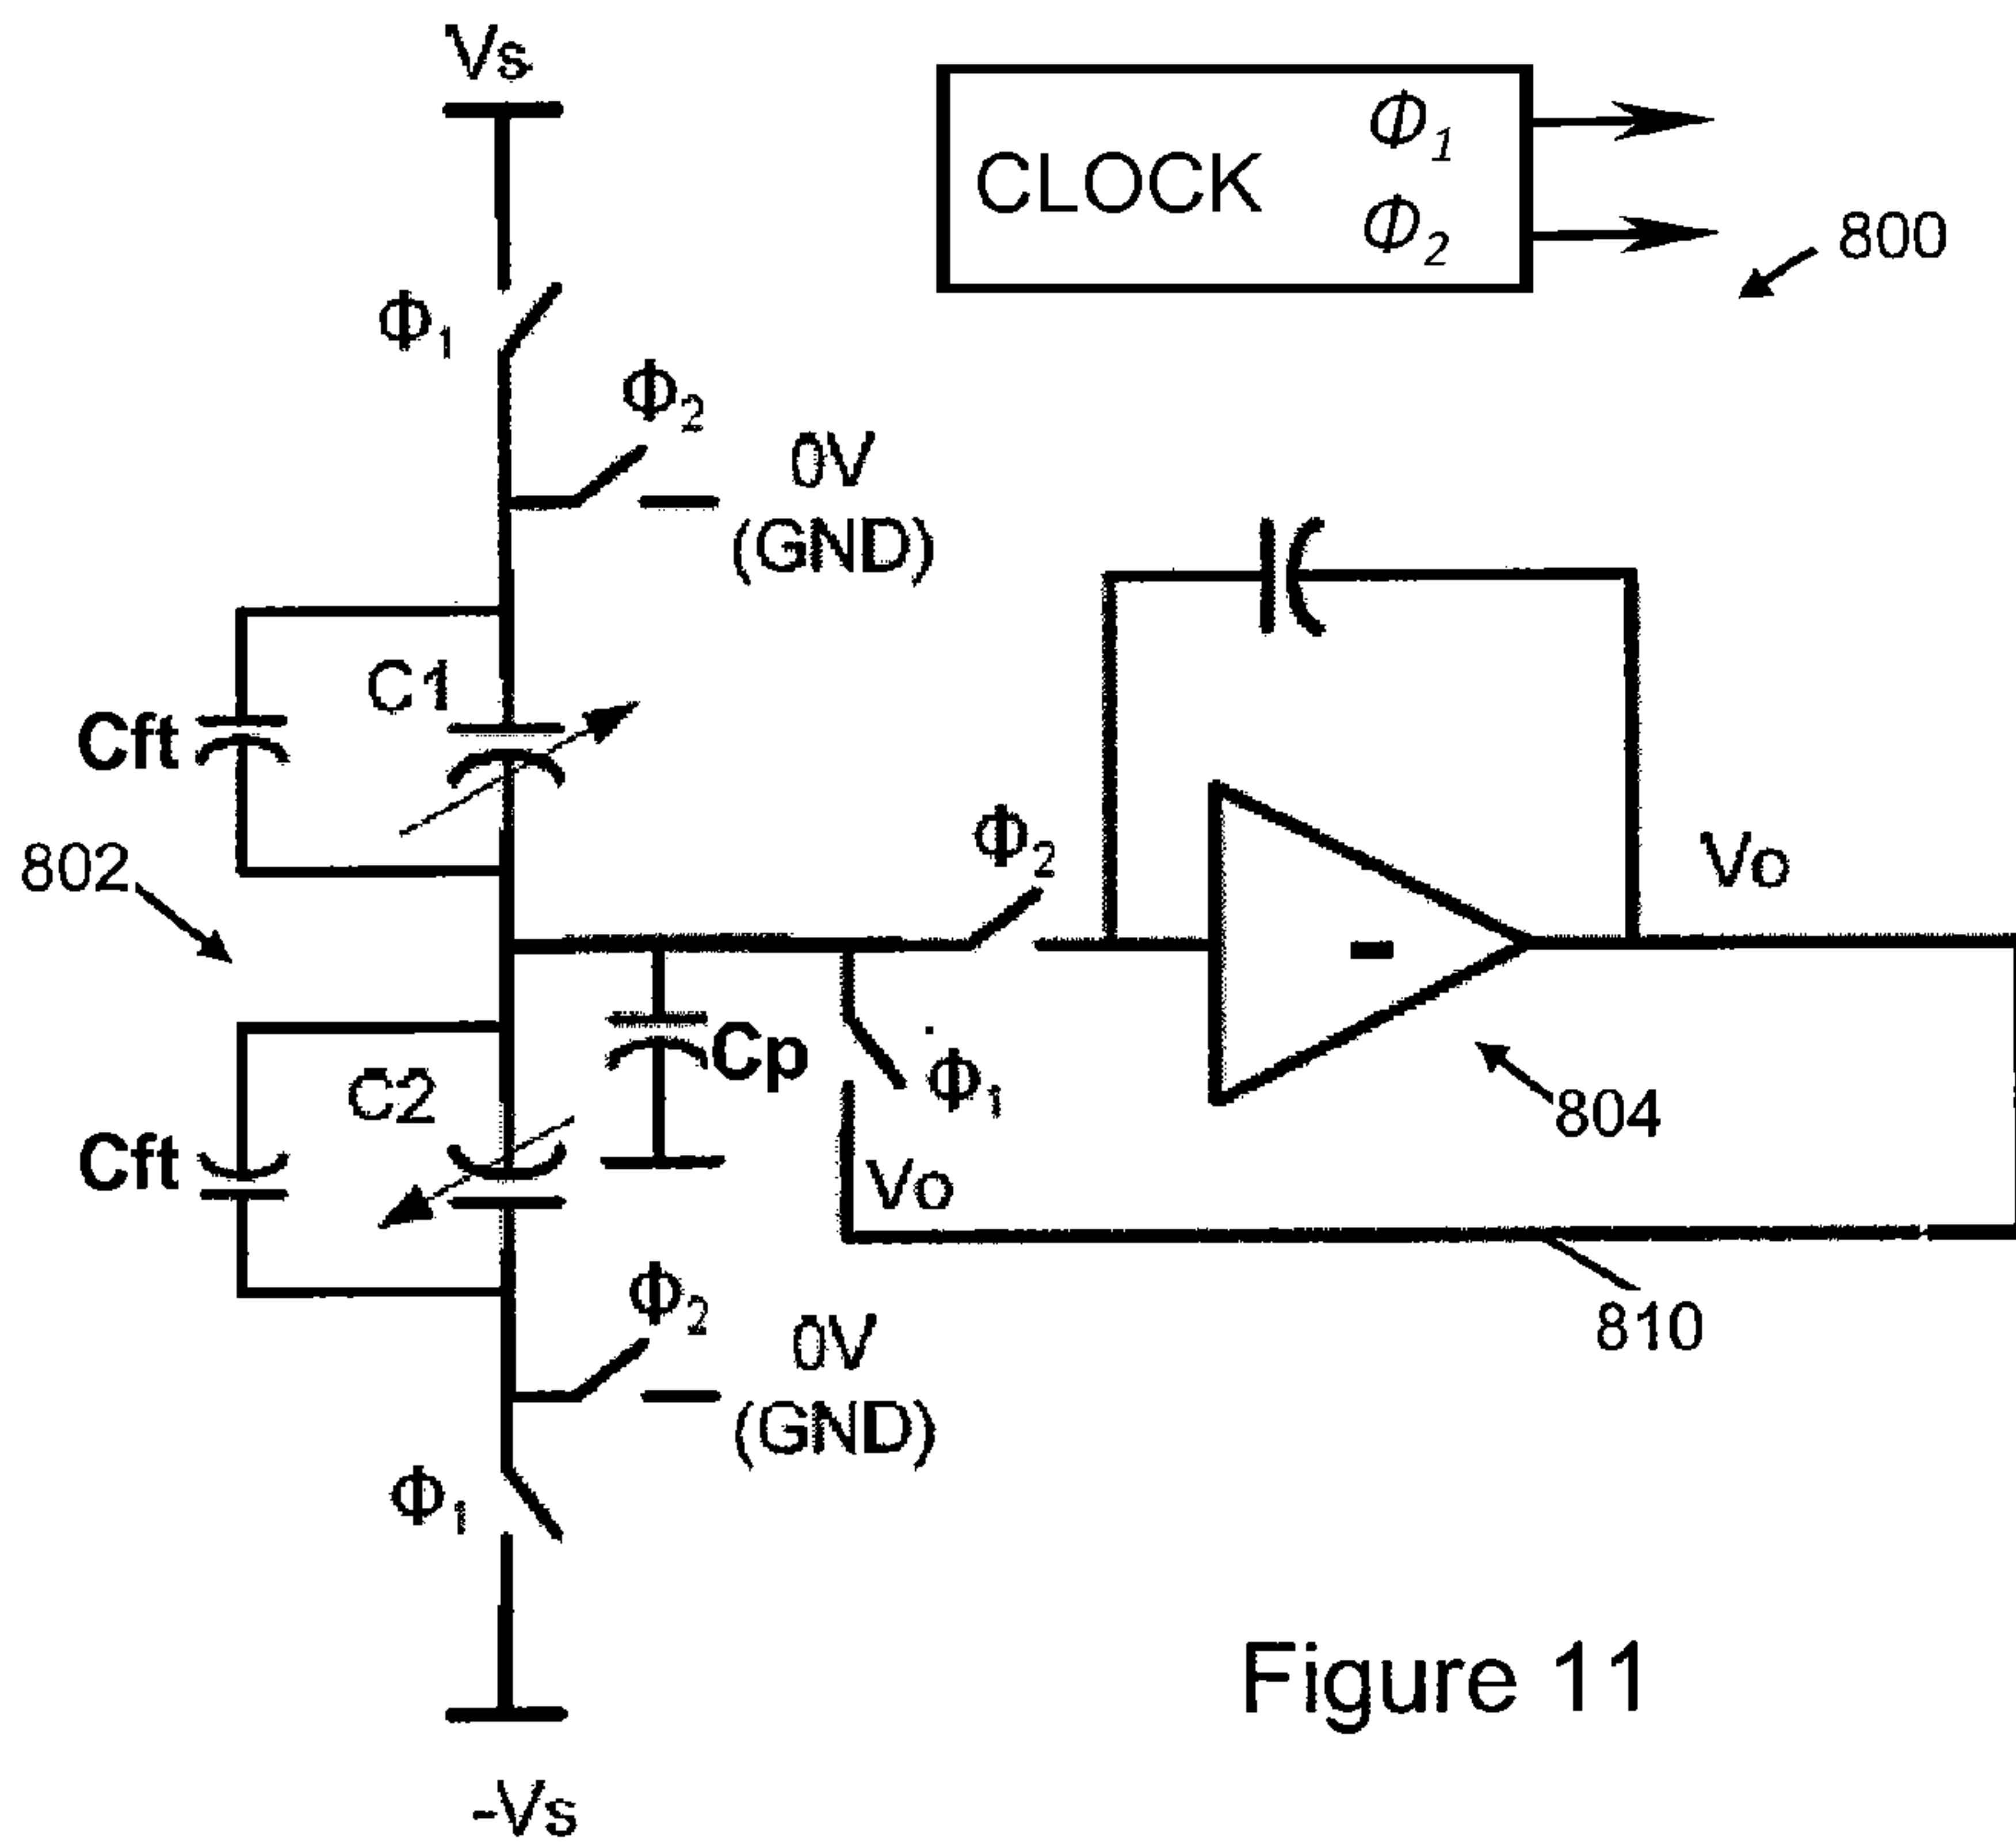 Vs
CLOCK
Φ1
Φ2
800
Φ1
Φ2
0V
(GND)
C1
Cft
802
Φ2
Vo
Cp
Φ1
C2
Cft
804
Vo
810
Φ2
0V
(GND)
Φ1
-
-Vs
Figure 11